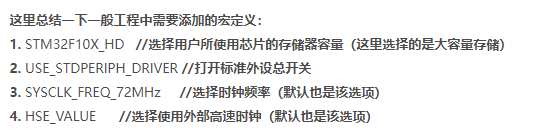 这里总结一下一般工程中需要添加的宏定义：
1. STM32F10X_HD //选择用户所使用芯片的存储器容量（这里选择的是大容量存储）
2. USE_STDPERIPH_DRIVER //打开标准外设总开关
3. SYSCLK_FREQ_72MHz //选择时钟频率（默认也是该选项）
4. HSE_VALUE //选择使用外部高速时钟（默认也是该选项）